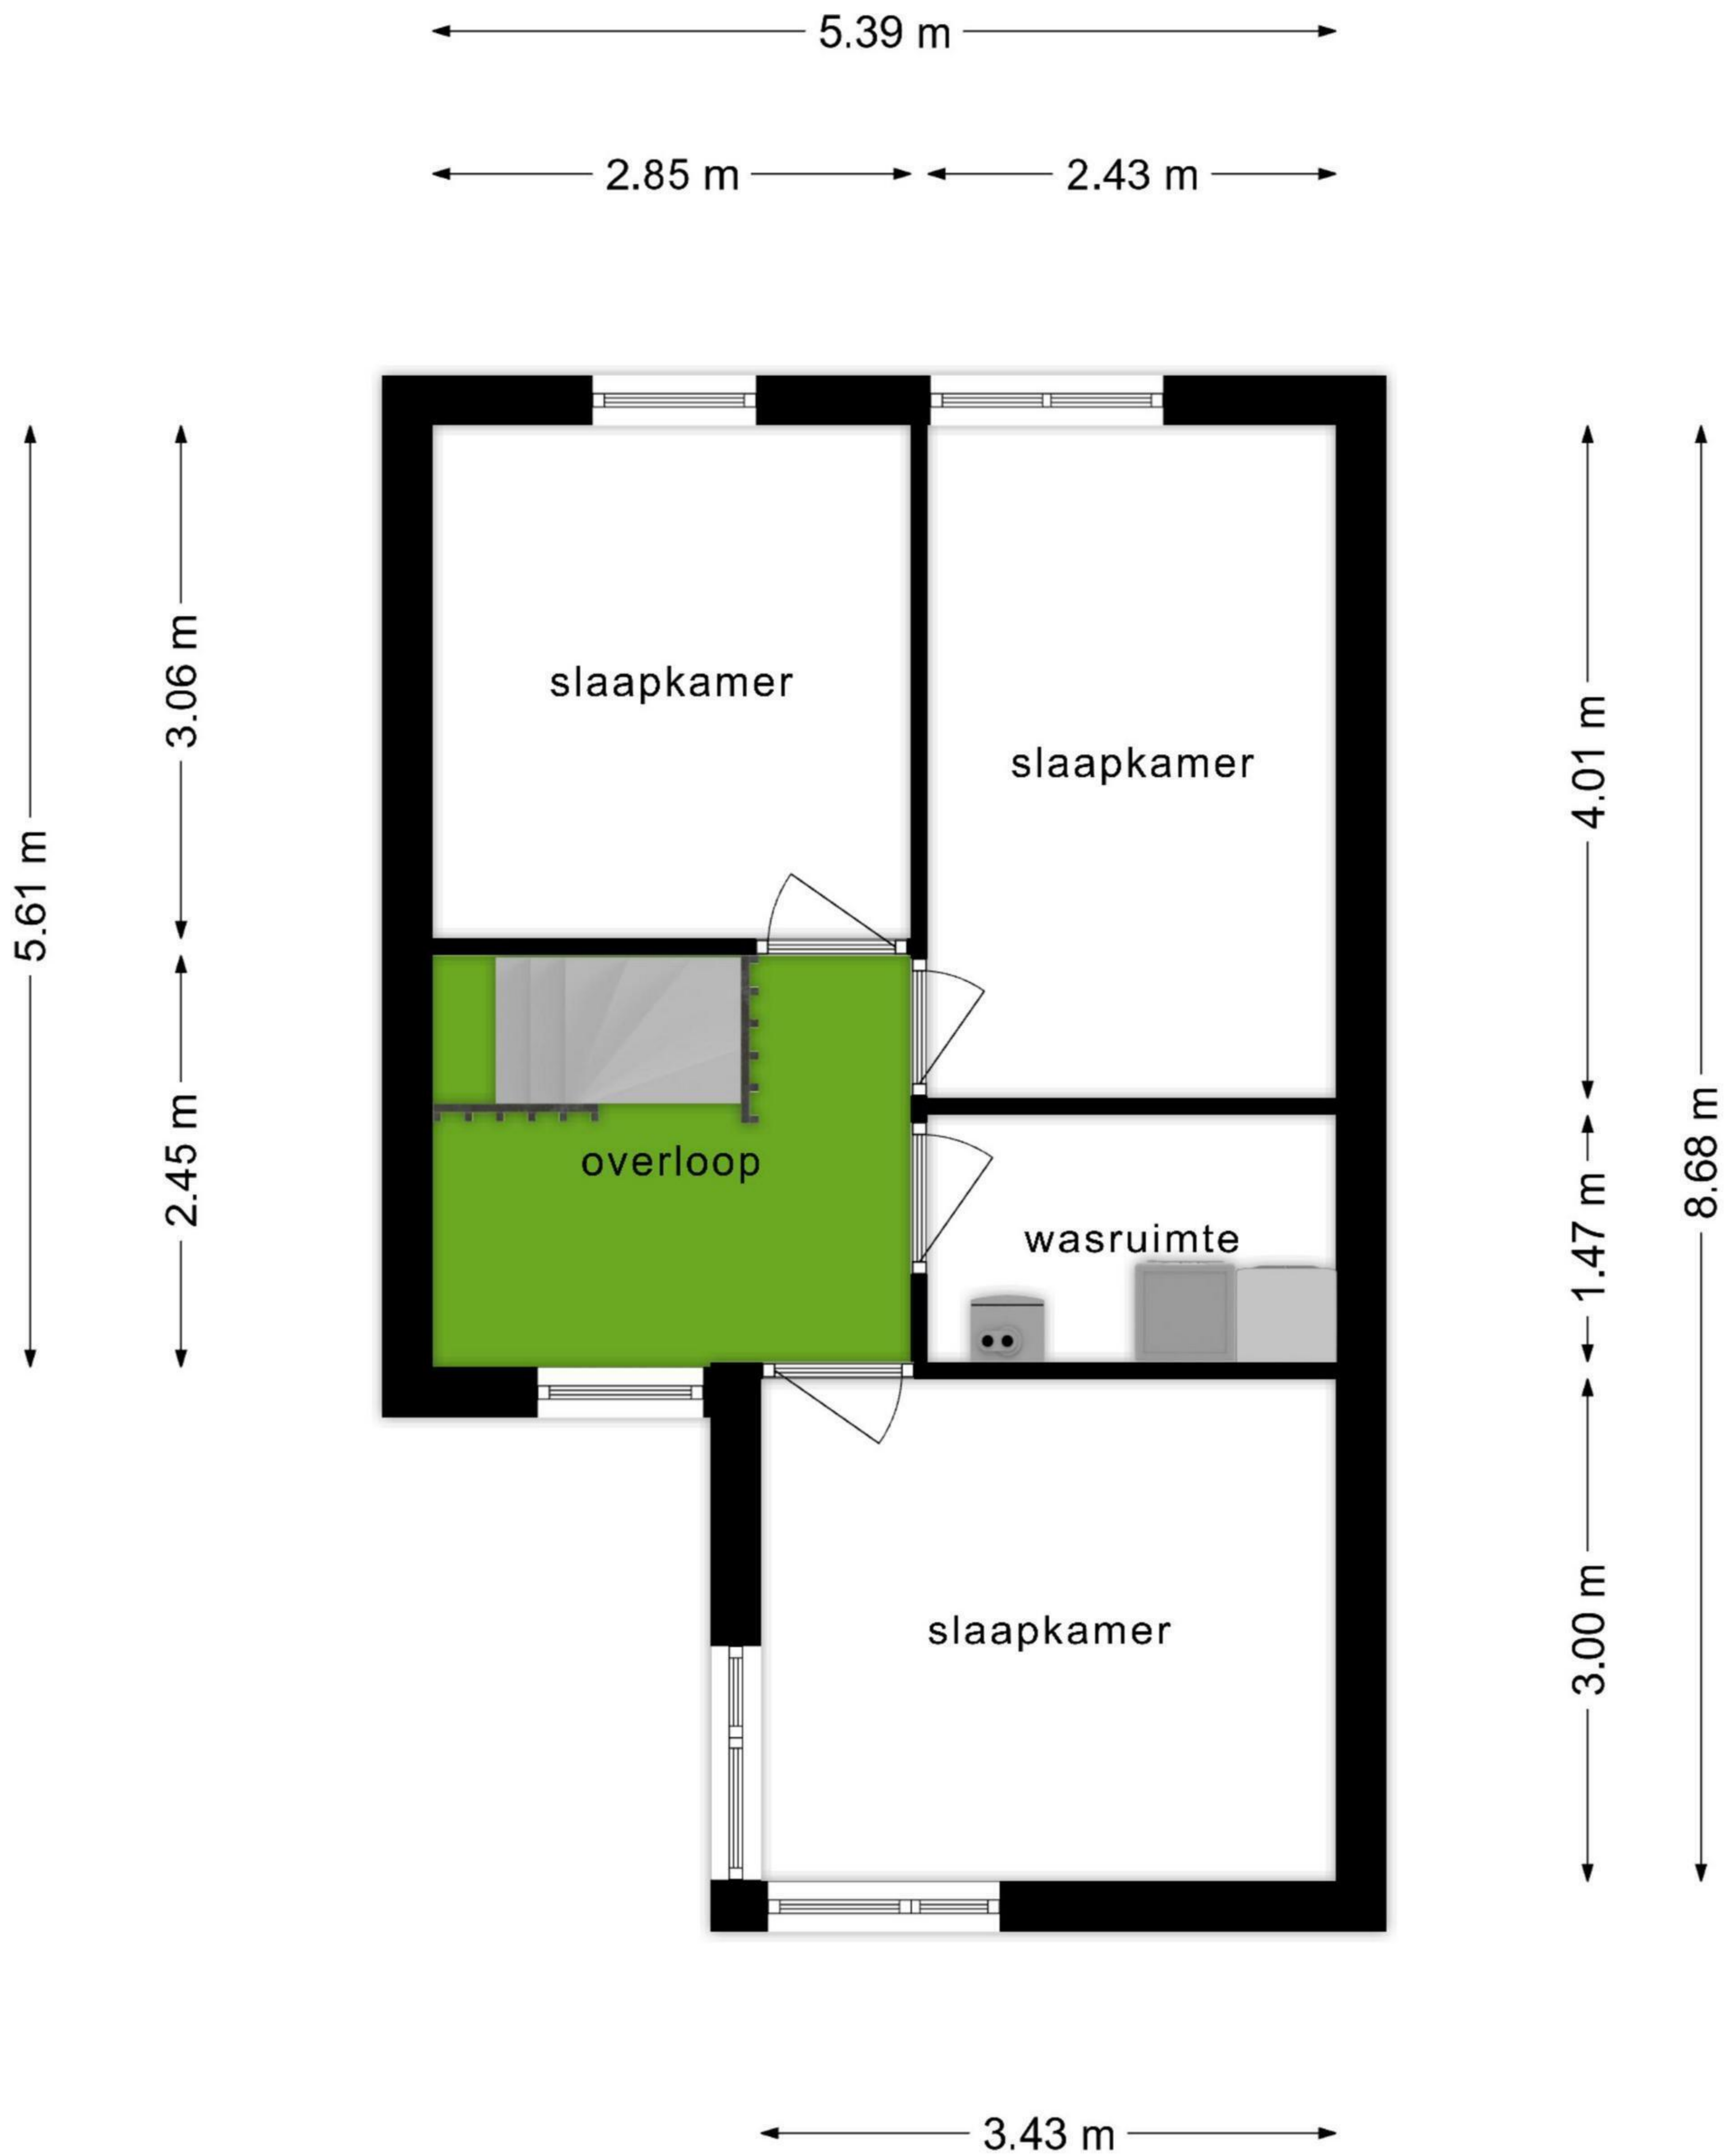 5.39 m
2.85 m
2.43 m
slaapkamer
slaapkamer
3.06 m
4.01 m
5.61 m
8.68 m
2.45 m
overloop
wasruimte
1.47 m
slaapkamer
3.00 m
3.43 m